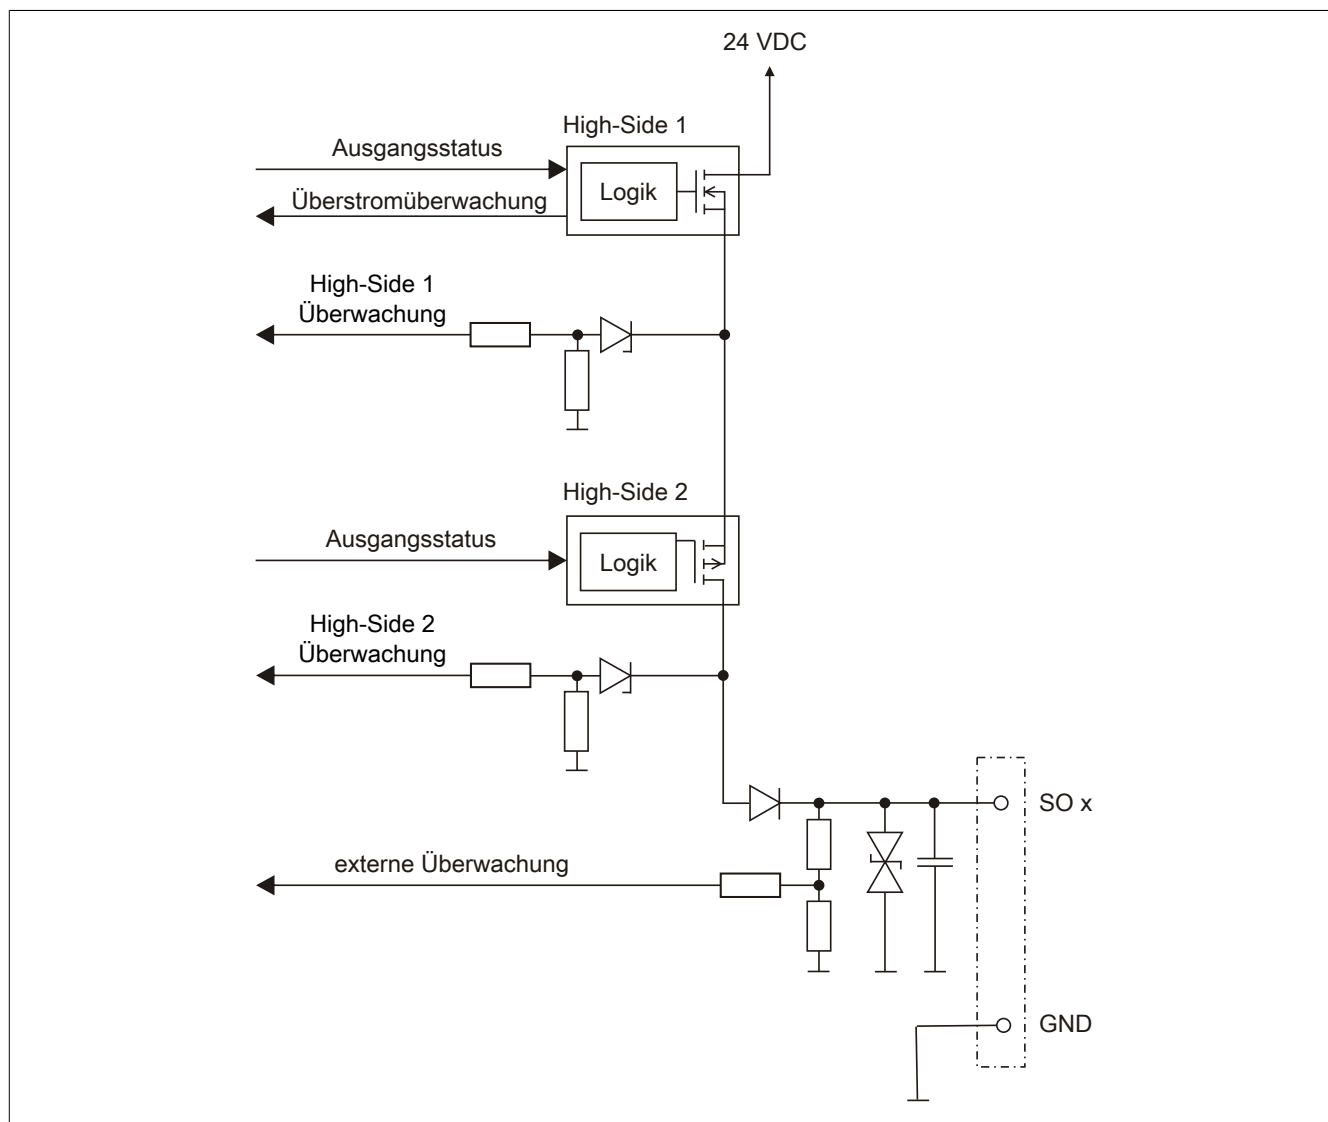 24 VDC
High-Side 1
Ausgangsstatus
Logik
Überstromüberwachung
High-Side 1
Überwachung
High-Side 2
Ausgangsstatus
Logik
High-Side 2
Überwachung
SO x
externe Überwachung
GND